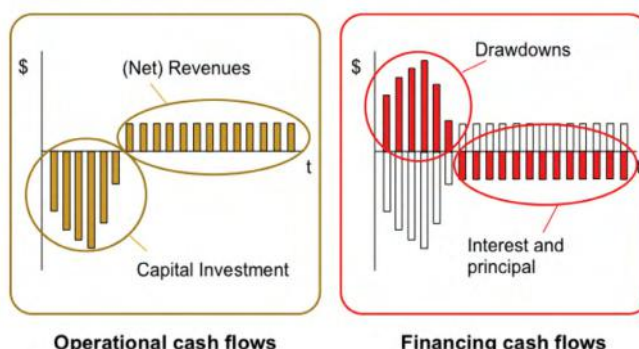 $
(Net) Revenues
t
Capital Investment
Operational cash flows
$
Drawdowns
Interest and
principal
Financing cash flows